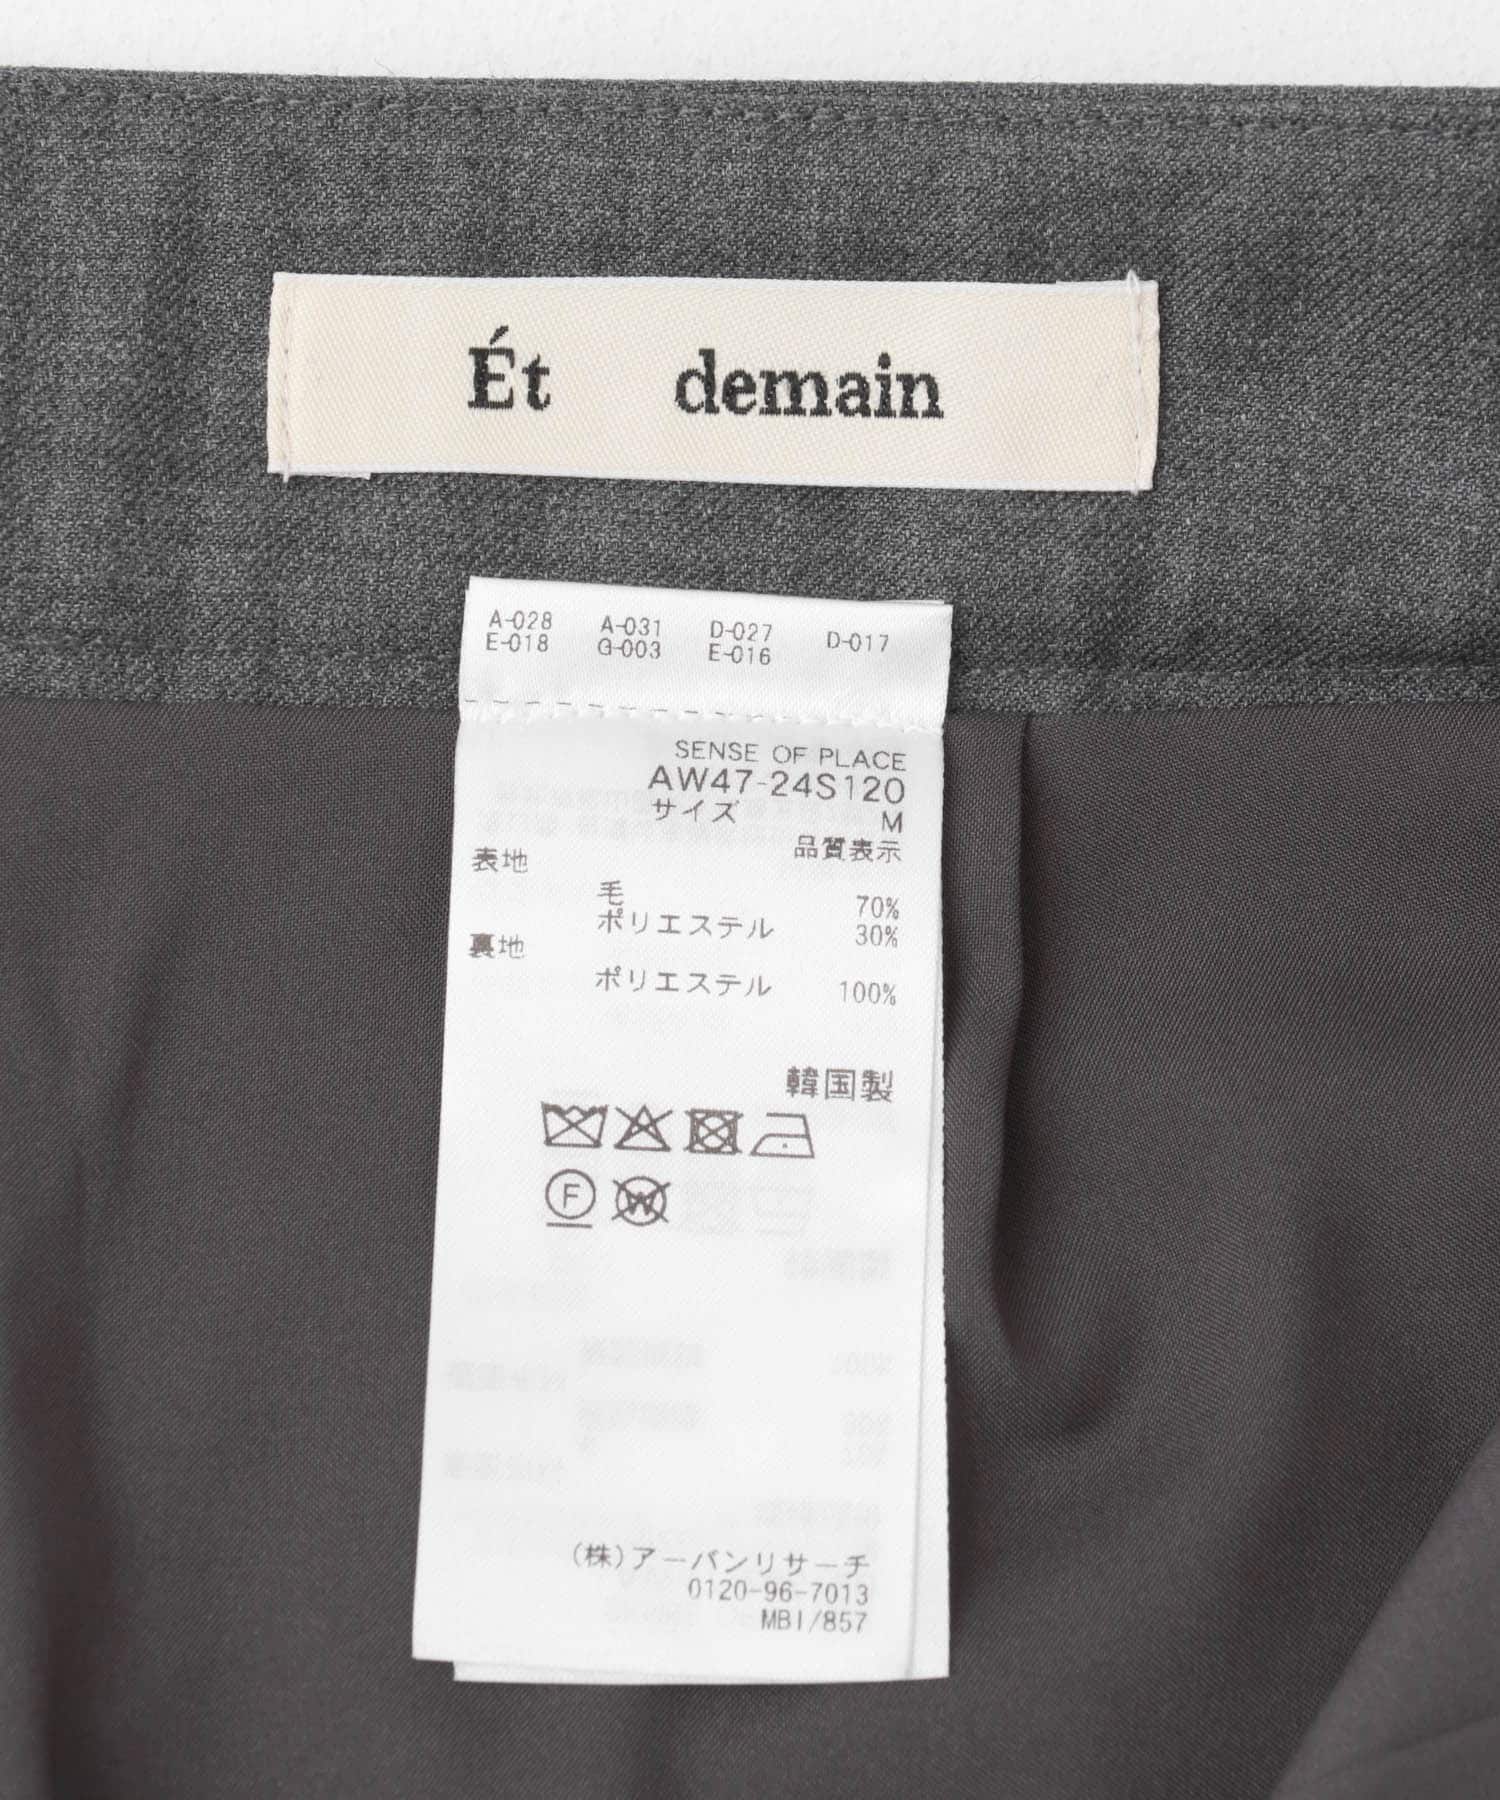 Ét demain
A-028 A-031 D-027 D-017
E-018 G-003 E-016
SENSE OF PLACE
AW47-24S120
サイズ M
品質表示
表地
毛 70%
ポリエステル 30%
裏地
ポリエステル 100%
韓国製
F W
(株)アーバンリサーチ
0120-96-7013
MBI/857